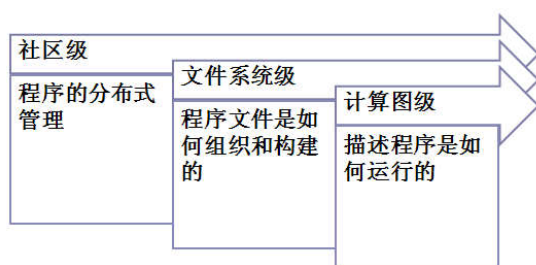 社区级
程序的分布式
管理
文件系统级
程序文件是如
何组织和构建
的
计算图级
描述程序是如
何运行的